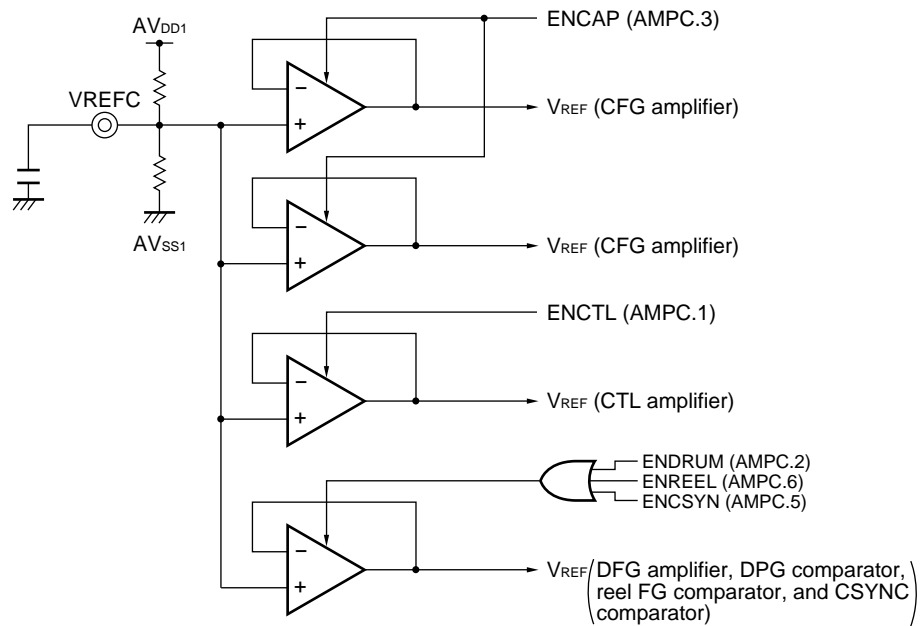 ENCAP (AMPC.3)
AVDD1
VREFC
−
+
VREF (CFG amplifier)
AVSS1
−
+
VREF (CFG amplifier)
ENCTL (AMPC.1)
−
+
VREF (CTL amplifier)
ENDRUM (AMPC.2)
ENREEL (AMPC.6)
ENCSYN (AMPC.5)
−
+
VREF (DFG amplifier, DPG comparator,
reel FG comparator, and CSYNC
comparator)